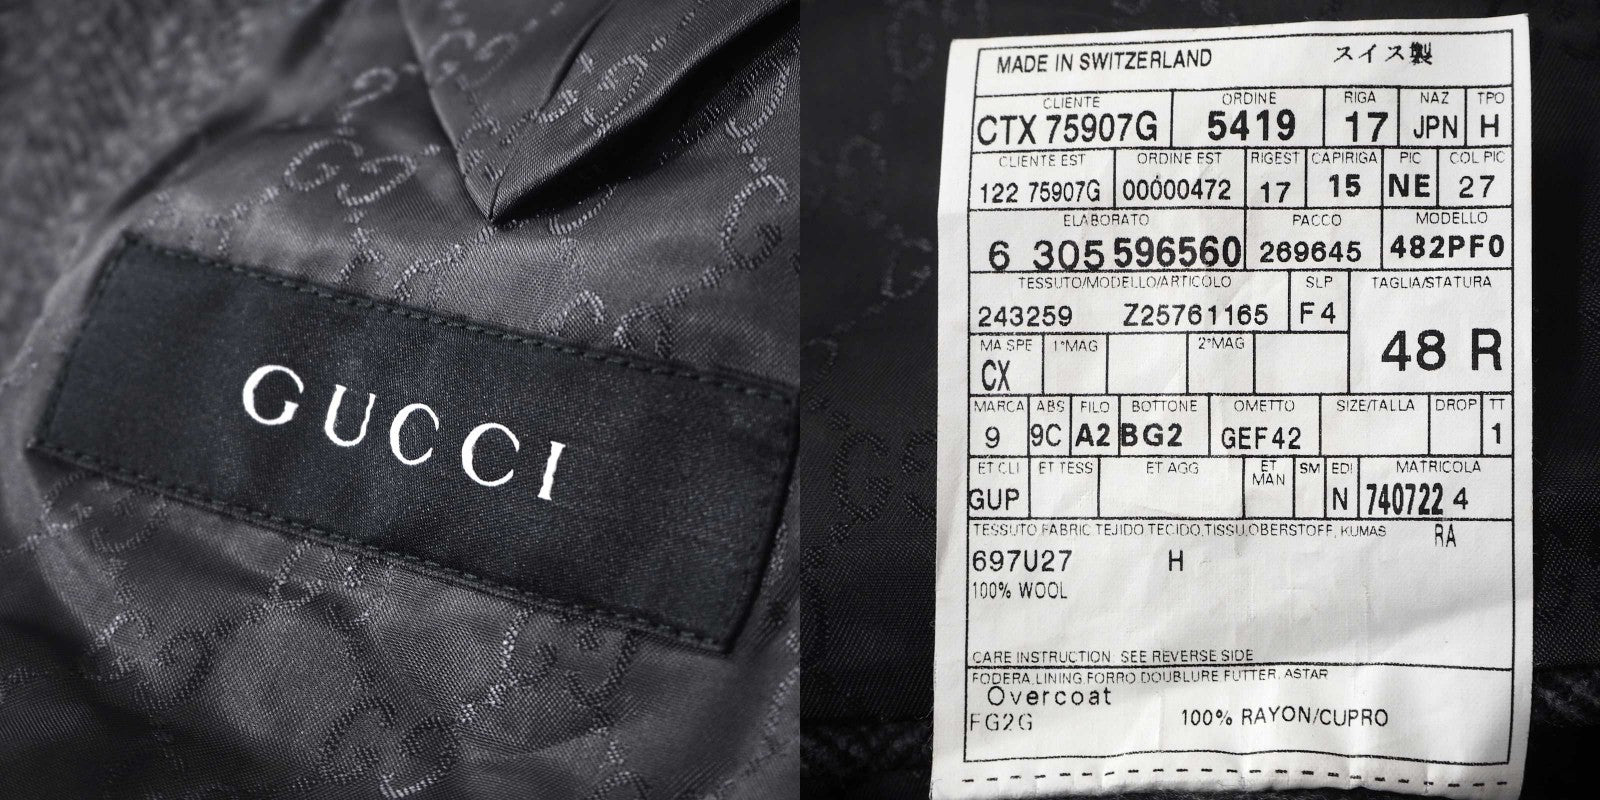 GUCCI
MADE IN SWITZERLAND スイス製
CLIENTE ORDINE RIGA NAZ TPO
CTX 75907G 5419 17 JPN H
CLIENTE EST ORDINE EST RIGEST CAPIRIGA PIC COL PIC
122 75907G 00000472 17 15 NE 27
ELABORATO PACCO MODELLO
6 305 596560 269645 482PF0
TESSUTO/MODELLO/ARTICOLO SLP TAGLIA/STATURA
243259 Z25761165 F4 48 R
MA SPE 1°MAG 2°MAG
CX
MARCA ABS FILO BOTTONE OMETTO SIZE/TALLA DROP TT
9 9C A2 BG2 GEF42 1
ET CLI ET TESS ET AGG ET MAN SM EDI MATRICOLA
GUP N 740722 4
TESSUTO FABRIC TEJIDO TECIDO,TISSU,OBERSTOFF, KUMAS RA
697U27 H
100% WOOL
CARE INSTRUCTION: SEE REVERSE SIDE
FODERA,LINING,FORRO DOUBLURE FUTTER, ASTAR
Overcoat
FG2G 100% RAYON/CUPRO